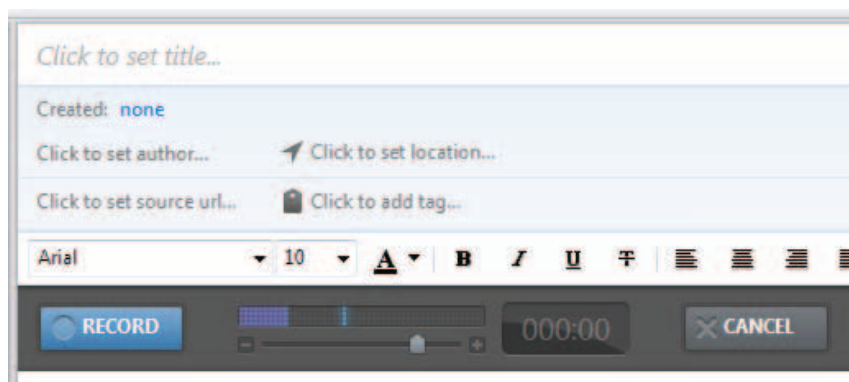 Click to set title...
Created: none
Click to set author... Click to set location...
Click to set source url... Click to add tag...
Arial 10 A B I U T
RECORD 000:00 CANCEL